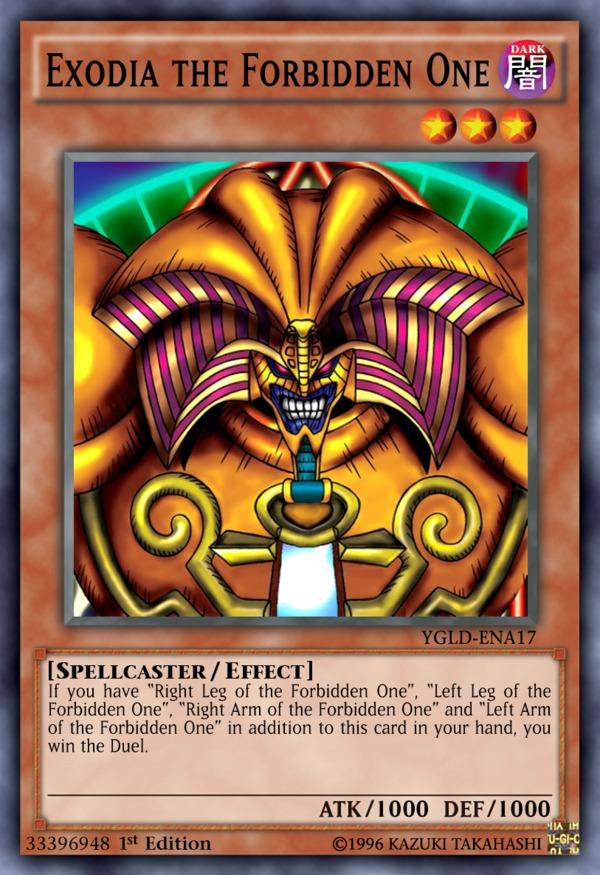 EXODIA THE FORBIDDEN ONE
DARK
闇
YGLD-ENA17
[SPELLCASTER / EFFECT]
If you have "Right Leg of the Forbidden One", "Left Leg of the
Forbidden One", "Right Arm of the Forbidden One" and "Left Arm
of the Forbidden One" in addition to this card in your hand, you
win the Duel.
ATK/1000 DEF/1000
33396948 1st Edition
©1996 KAZUKI TAKAHASHI